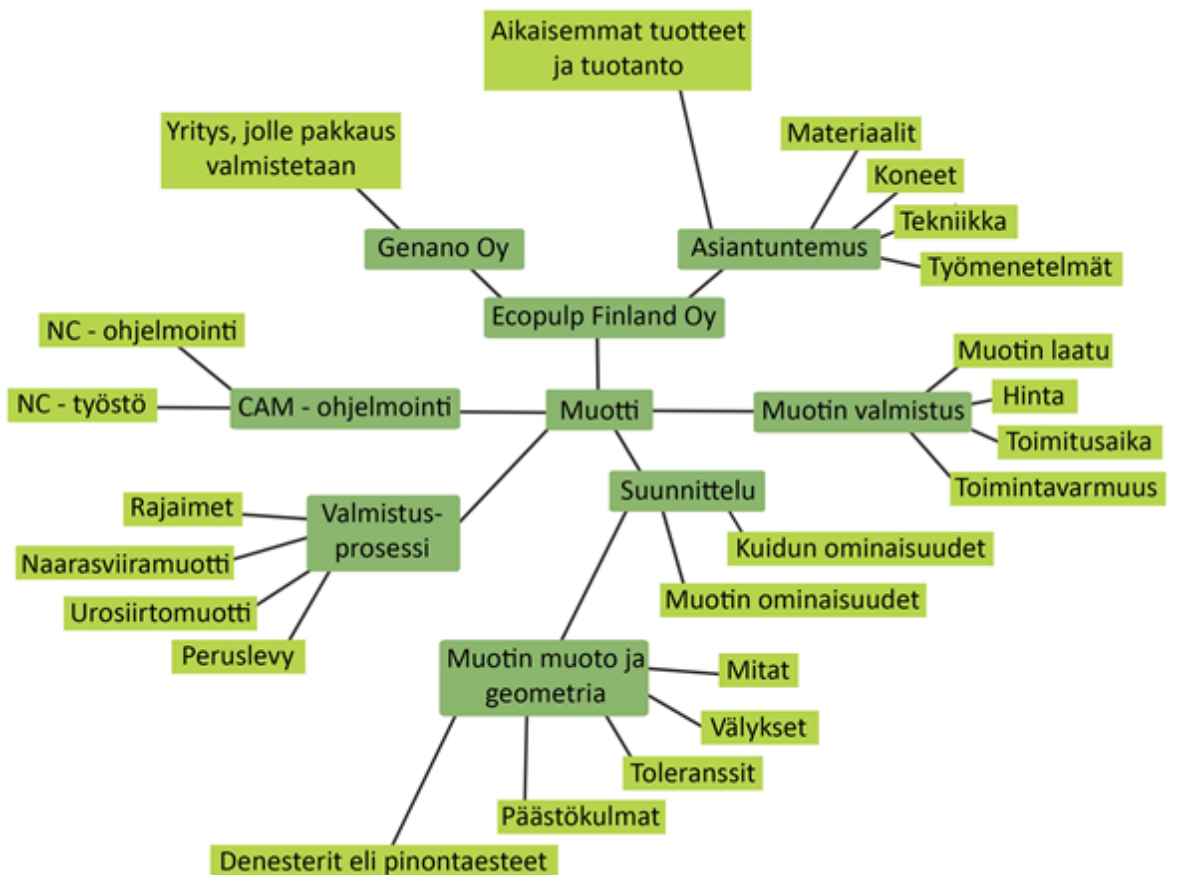 Aikaisemmat tuotteet
ja tuotanto
Yritys, jolle pakkaus
valmistetaan
Materiaalit
Koneet
Tekniikka
Työmenetelmät
Genano Oy
Asiantuntemus
Ecopulp Finland Oy
NC - ohjelmointi
NC - työstö
CAM - ohjelmointi
Muotti
Muotin valmistus
Muotin laatu
Hinta
Toimitusaika
Toimintavarmuus
Suunnittelu
Kuidun ominaisuudet
Muotin ominaisuudet
Valmistus-
prosessi
Rajaimet
Naarasviiramuotti
Urosiirtomuotti
Peruslevy
Muotin muoto ja
geometria
Mitat
Välykset
Toleranssit
Päästökulmat
Denesterit eli pinontaesteet